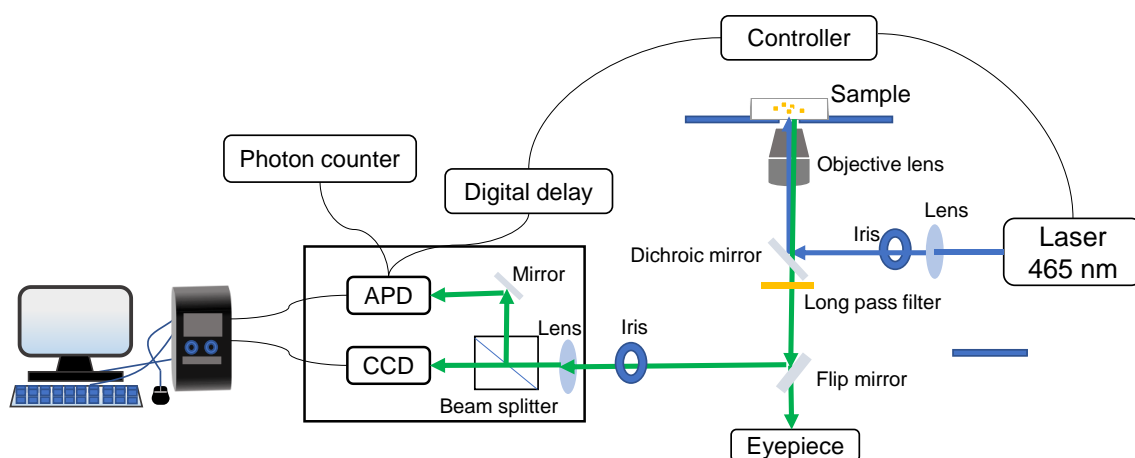 Controller
Sample
Photon counter
Objective lens
Digital delay
Lens
Iris
Laser
465 nm
Dichroic mirror
Mirror
APD
Long pass filter
Lens
Iris
CCD
Flip mirror
Beam splitter
Eyepiece